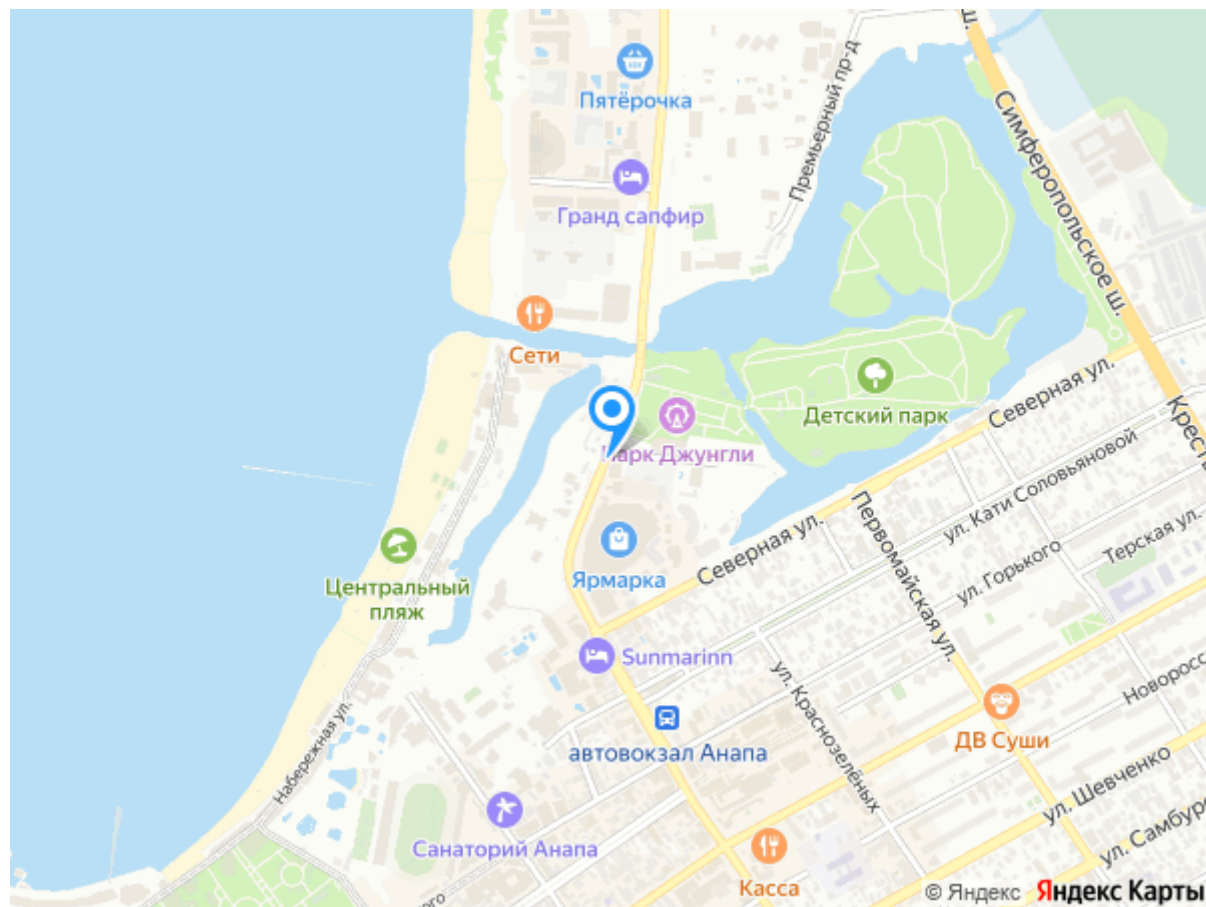 ш.
Пятёрочка
Премьерный пр-д
Симферопольское ш.
Гранд сапфир
Сети
Детский парк
Северная ул.
Парк Джунгли
ул. Кати Соловьяновой
Первомайская ул.
Северная ул.
ул. Горького
Терская ул.
Ярмарка
Центральный
пляж
Sunmarinn
ул. Краснозелёных
Набережная ул.
автовокзал Анапа
ДВ Суши
ул. Шевченко
Санаторий Анапа
Касса
© Яндекс Яндекс Карты